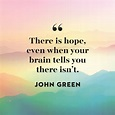 “
There is hope,
even when your
brain tells you
there isn't.
JOHN GREEN